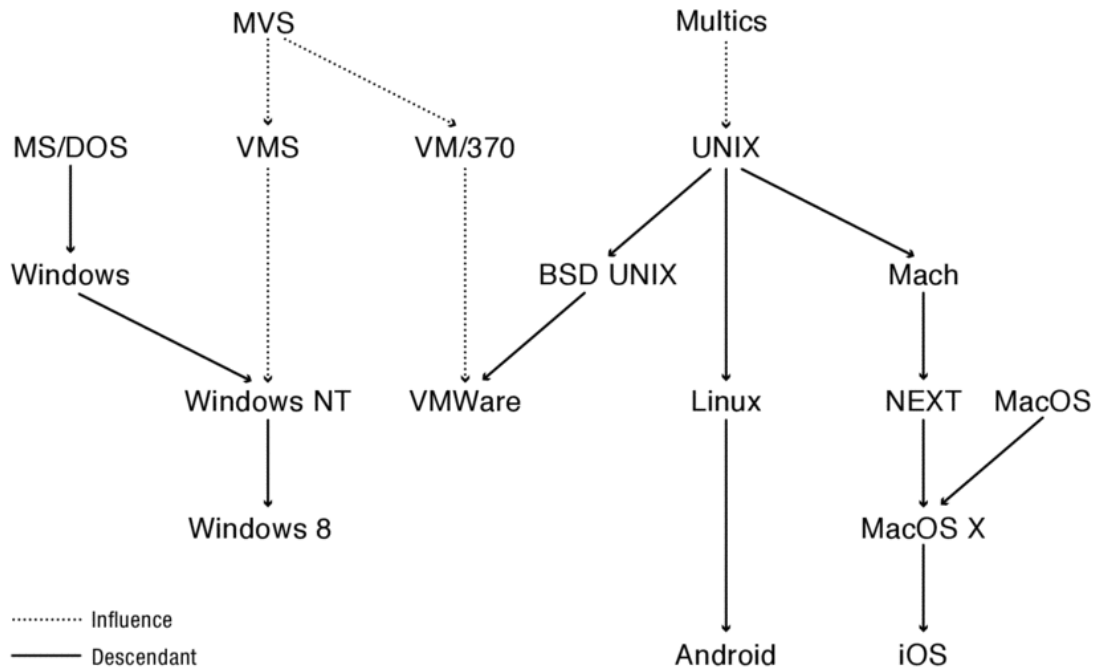 MVS
Multics
MS/DOS
VMS
VM/370
UNIX
Windows
BSD UNIX
Mach
Windows NT
VMWare
Linux
NEXT
MacOS
Windows 8
MacOS X
Influence
Descendant
Android
iOS